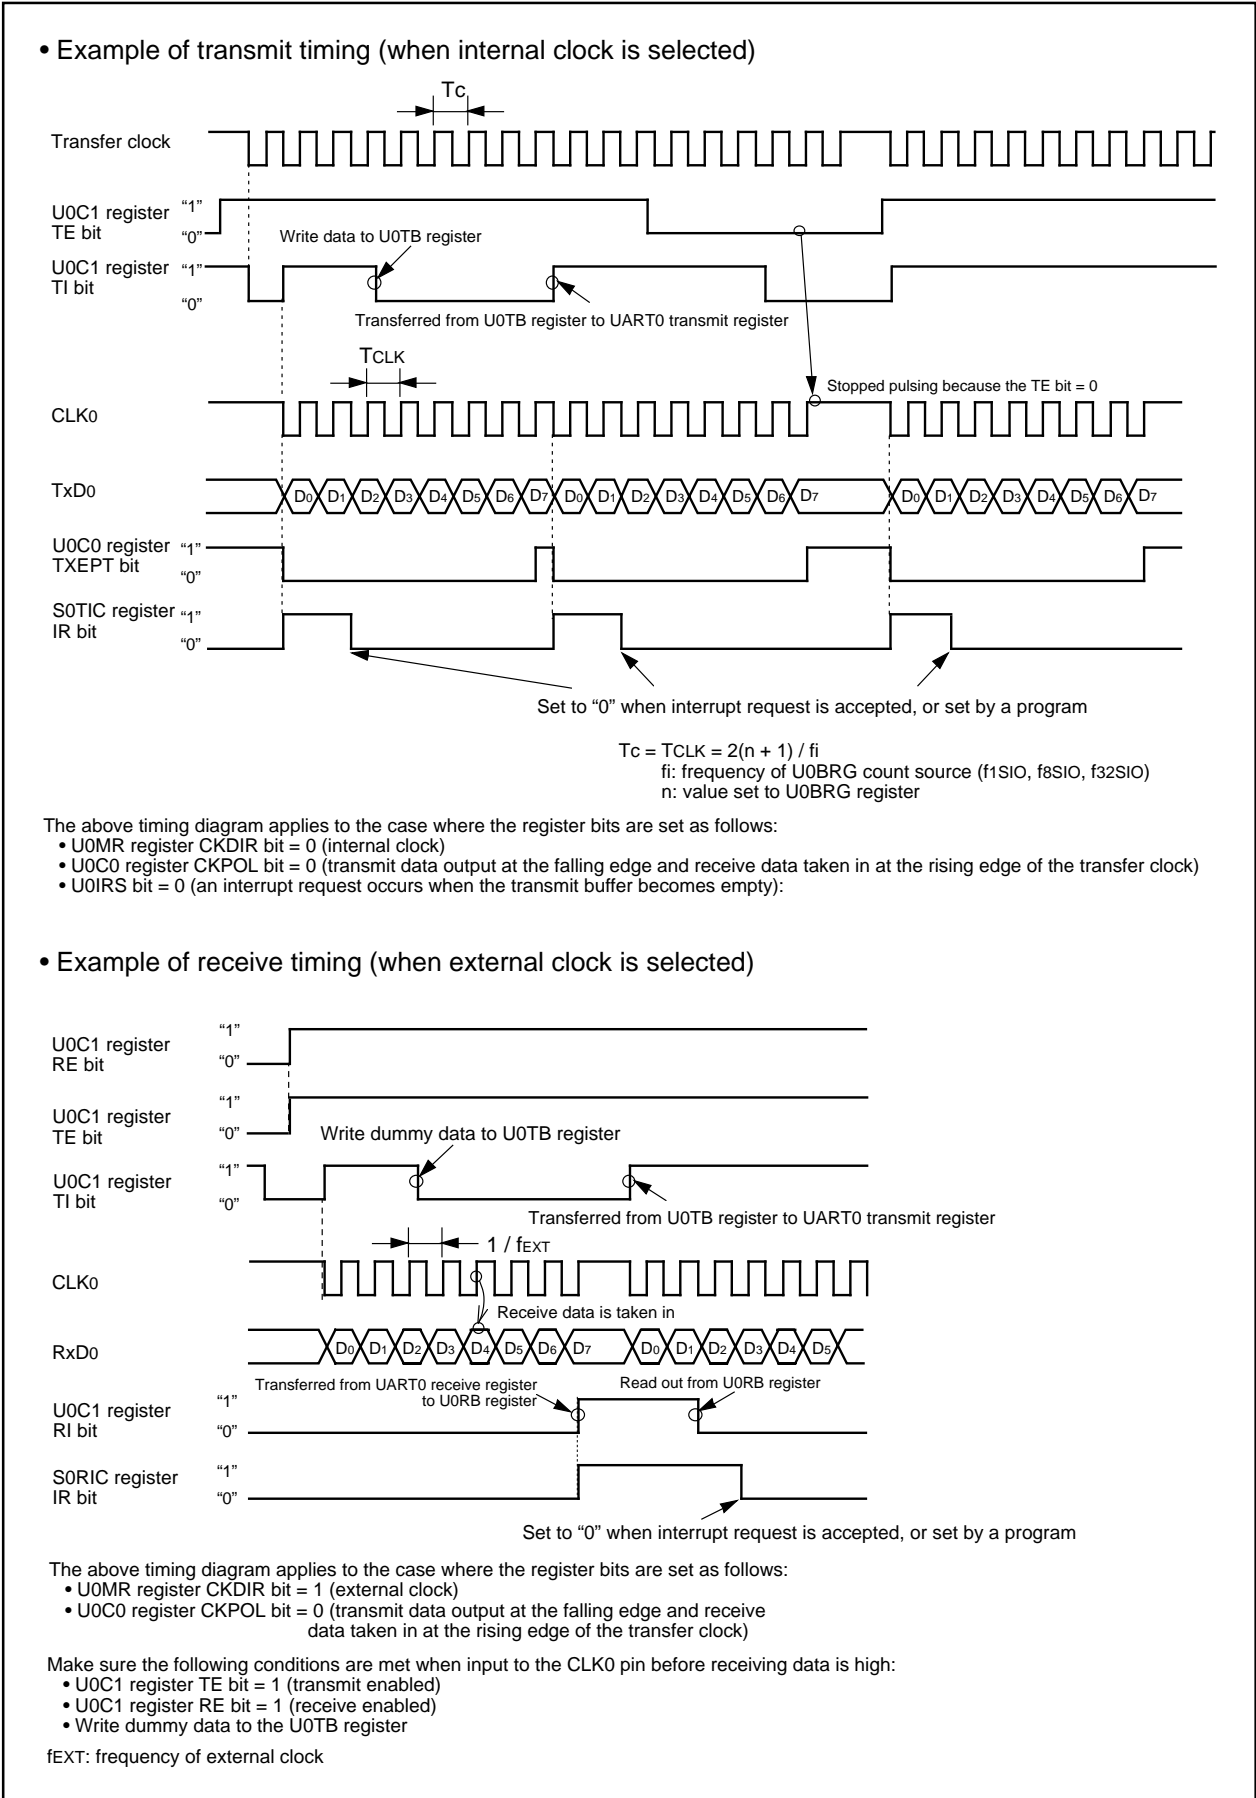 • Example of transmit timing (when internal clock is selected)
Tc
Transfer clock
U0C1 register
TE bit
“1”
“0”
Write data to U0TB register
U0C1 register
TI bit
“1”
“0”
Transferred from U0TB register to UART0 transmit register
TCLK
Stopped pulsing because the TE bit = 0
CLK0
TxD0
D0 D1 D2 D3 D4 D5 D6 D7 D0 D1 D2 D3 D4 D5 D6 D7 D0 D1 D2 D3 D4 D5 D6 D7
U0C0 register
TXEPT bit
“1”
“0”
S0TIC register
IR bit
“1”
“0”
Set to “0” when interrupt request is accepted, or set by a program
Tc = TCLK = 2(n + 1) / fi
fi: frequency of U0BRG count source (f1SIO, f8SIO, f32SIO)
n: value set to U0BRG register
The above timing diagram applies to the case where the register bits are set as follows:
• U0MR register CKDIR bit = 0 (internal clock)
• U0C0 register CKPOL bit = 0 (transmit data output at the falling edge and receive data taken in at the rising edge of the transfer clock)
• U0IRS bit = 0 (an interrupt request occurs when the transmit buffer becomes empty):
• Example of receive timing (when external clock is selected)
U0C1 register
RE bit
“1”
“0”
U0C1 register
TE bit
“1”
“0”
Write dummy data to U0TB register
U0C1 register
TI bit
“1”
“0”
Transferred from U0TB register to UART0 transmit register
1 / fEXT
CLK0
Receive data is taken in
RxD0
D0 D1 D2 D3 D4 D5 D6 D7 D0 D1 D2 D3 D4 D5
Transferred from UART0 receive register
to U0RB register
Read out from U0RB register
U0C1 register
RI bit
“1”
“0”
S0RIC register
IR bit
“1”
“0”
Set to “0” when interrupt request is accepted, or set by a program
The above timing diagram applies to the case where the register bits are set as follows:
• U0MR register CKDIR bit = 1 (external clock)
• U0C0 register CKPOL bit = 0 (transmit data output at the falling edge and receive
data taken in at the rising edge of the transfer clock)
Make sure the following conditions are met when input to the CLK0 pin before receiving data is high:
• U0C1 register TE bit = 1 (transmit enabled)
• U0C1 register RE bit = 1 (receive enabled)
• Write dummy data to the U0TB register
fEXT: frequency of external clock